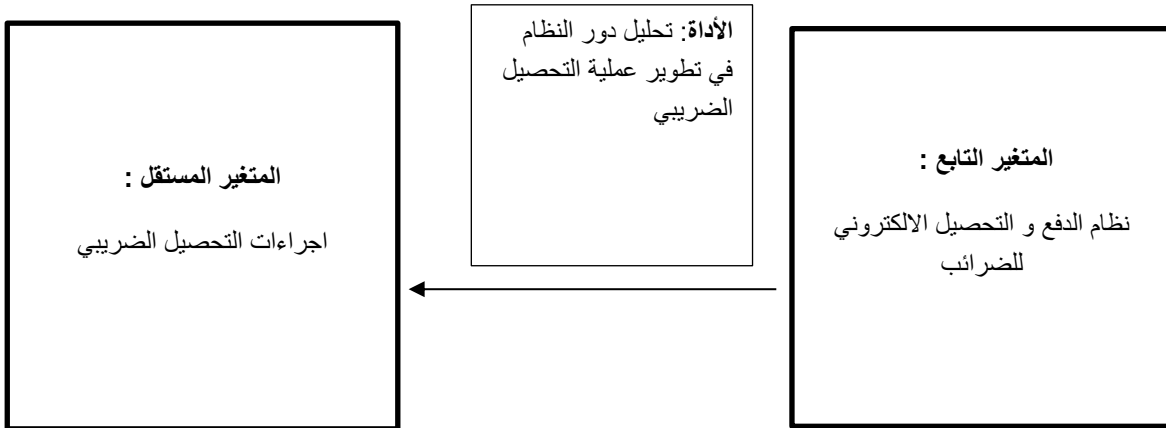 الأداة: تحليل دور النظام
في تطوير عملية التحصيل
الضريبي
المتغير التابع :
نظام الدفع و التحصيل الالكتروني
للضرائب
المتغير المستقل :
اجراءات التحصيل الضريبي